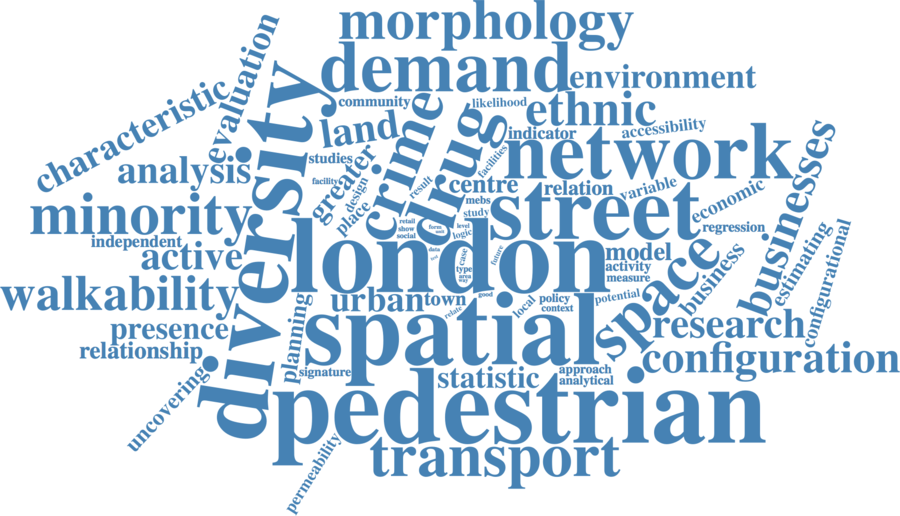 morphology
demand
environment
evaluation
characteristic
community
likelihood
ethnic
diversity
land
crime
drug
indicator
accessibility
analysis
studies
greater
facilities
network
businesses
facility
design
result
centre
relation
variable
economic
minority
place
mebs
study
street
regression
independent
retail
show
social
form
level
logic
active
london
data
case
future
model
space
business
estimating
configurational
type
area
way
activity
measure
walkability
urban
town
good
local
policy
context
potential
relate
presence
planning
spatial
research
relationship
configuration
signature
statistic
approach
analytical
uncovering
pedestrian
permeability
transport